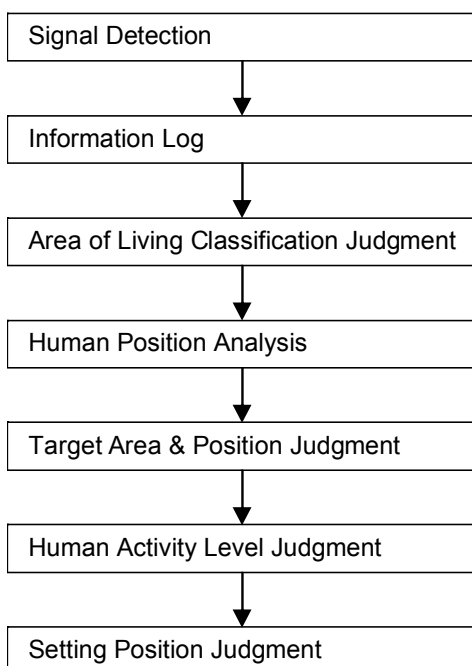 Signal Detection
Information Log
Area of Living Classification Judgment
Human Position Analysis
Target Area & Position Judgment
Human Activity Level Judgment
Setting Position Judgment